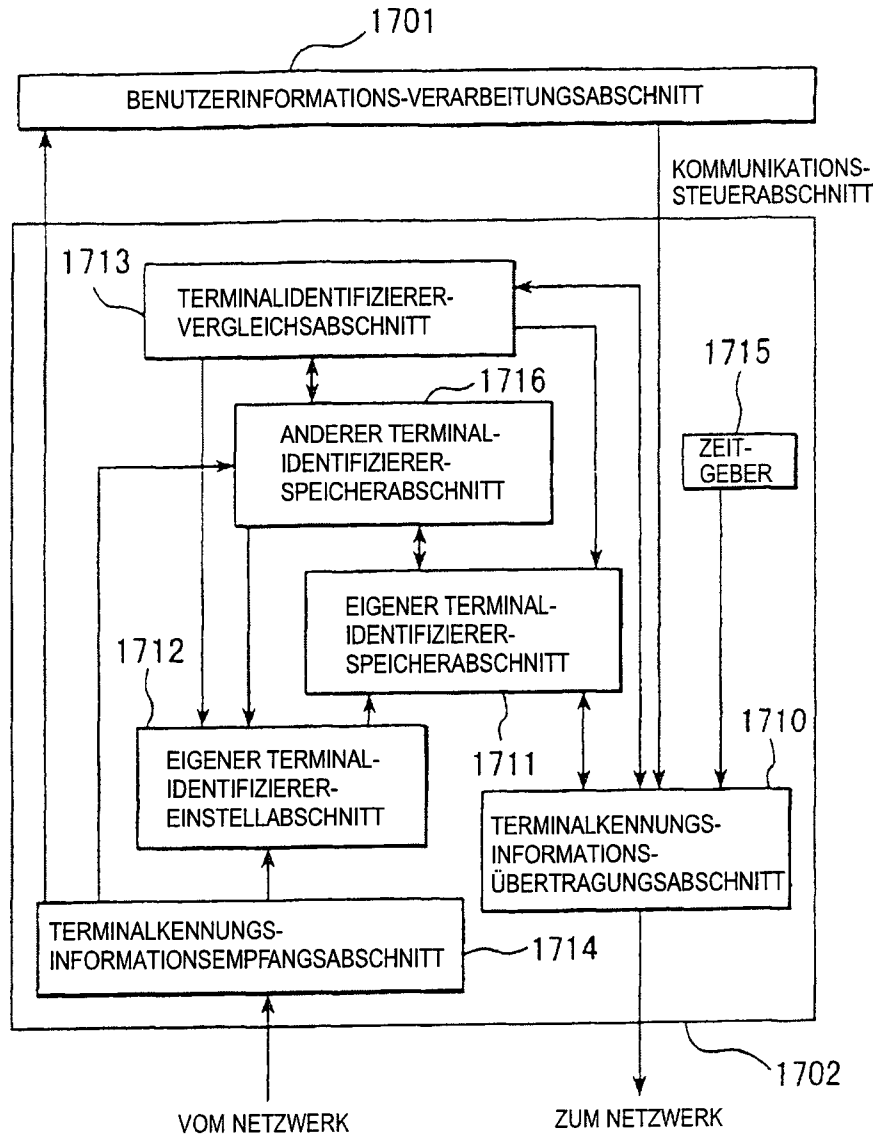 1701
BENUTZERINFORMATIONS-VERARBEITUNGSABSCHNITT
KOMMUNIKATIONS-
STEUERABSCHNITT
1713
TERMINALIDENTIFIZIERER-
VERGLEICHSABSCHNITT
1716
1715
ANDERER TERMINAL-
IDENTIFIZIERER-
SPEICHERABSCHNITT
ZEIT-
GEBER
EIGENER TERMINAL-
IDENTIFIZIERER-
SPEICHERABSCHNITT
1712
1711
1710
EIGENER TERMINAL-
IDENTIFIZIERER-
EINSTELLABSCHNITT
TERMINALKENNUNGS-
INFORMATIONS-
ÜBERTRAGUNGSABSCHNITT
TERMINALKENNUNGS-
INFORMATIONSEMPFANGSABSCHNITT
1714
1702
VOM NETZWERK
ZUM NETZWERK